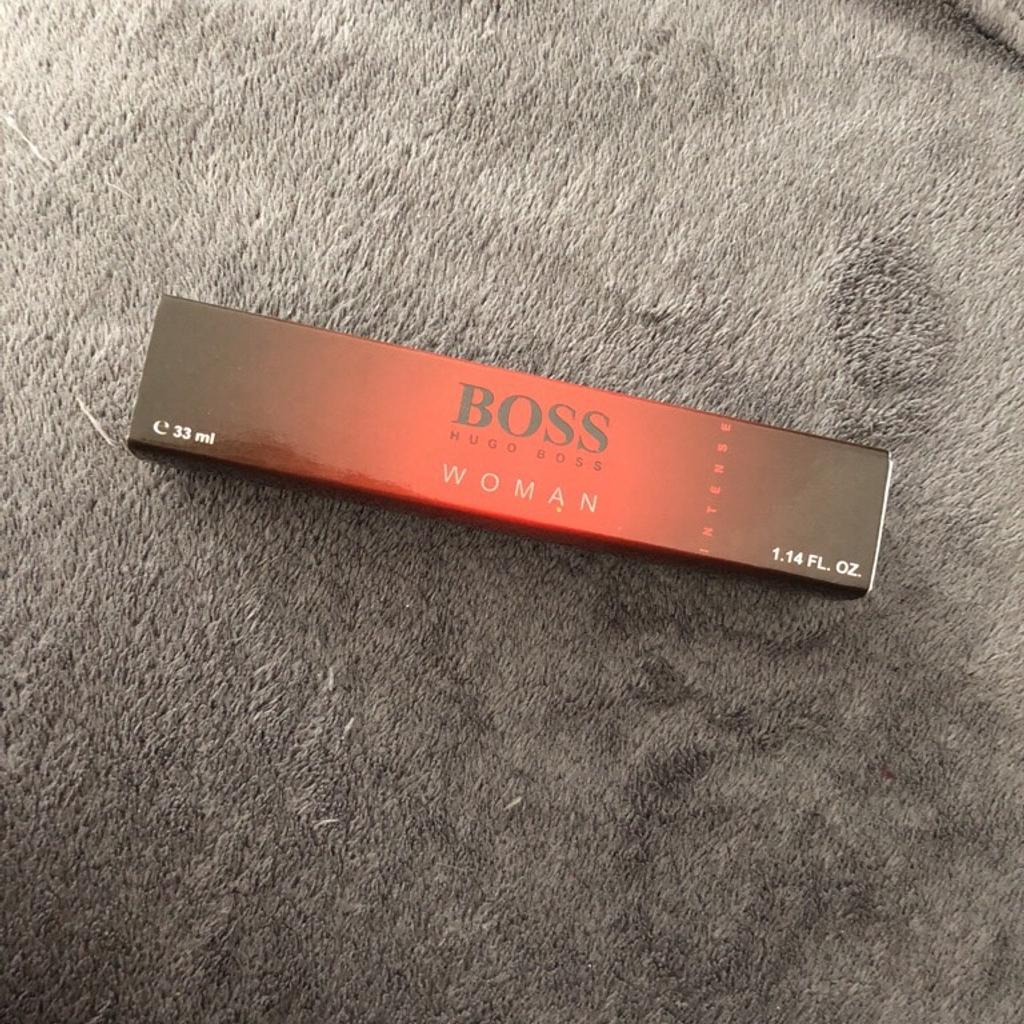 BOSS
HUGO BOSS
WOMAN
INTENSE
℮ 33 ml
1.14 FL. OZ.